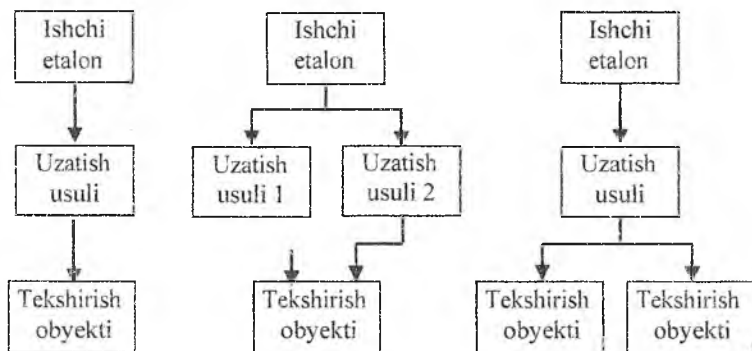 Ishchi
etalon
Uzatish
usuli
Tekshirish
obyekti
Ishchi
etalon
Uzatish
usuli 1
Uzatish
usuli 2
Tekshirish
obyekti
Ishchi
etalon
Uzatish
usuli
Tekshirish
obyekti
Tekshirish
obyekti